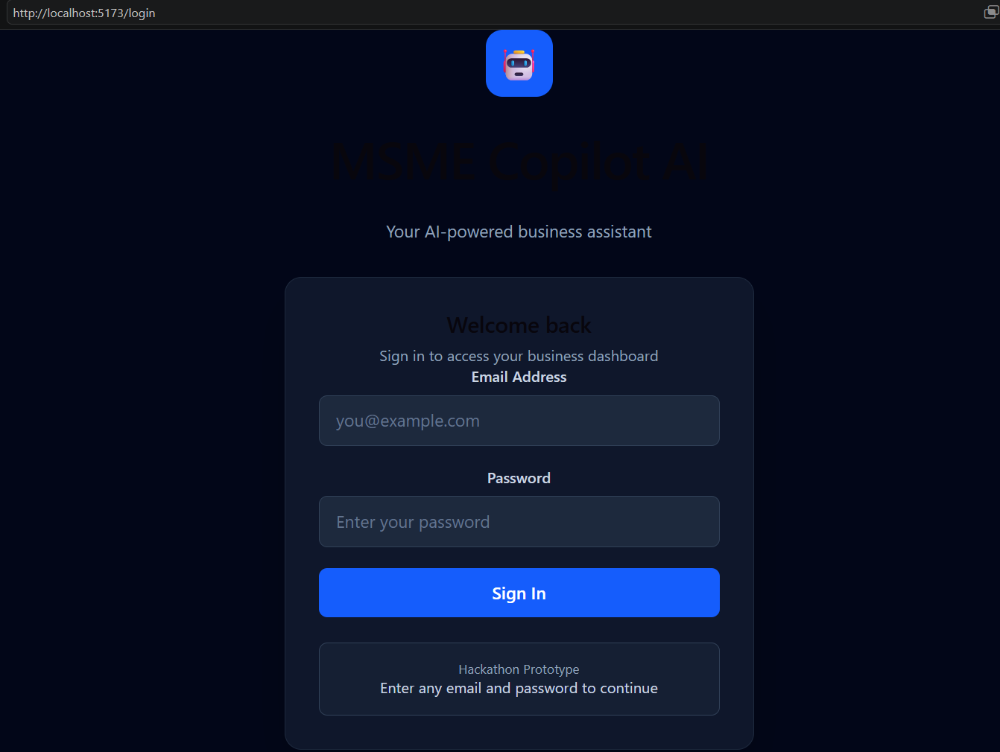 http://localhost:5173/login
MSME Copilot AI
Your AI-powered business assistant
Welcome back
Sign in to access your business dashboard
Email Address
you@example.com
Password
Enter your password
Sign In
Hackathon Prototype
Enter any email and password to continue